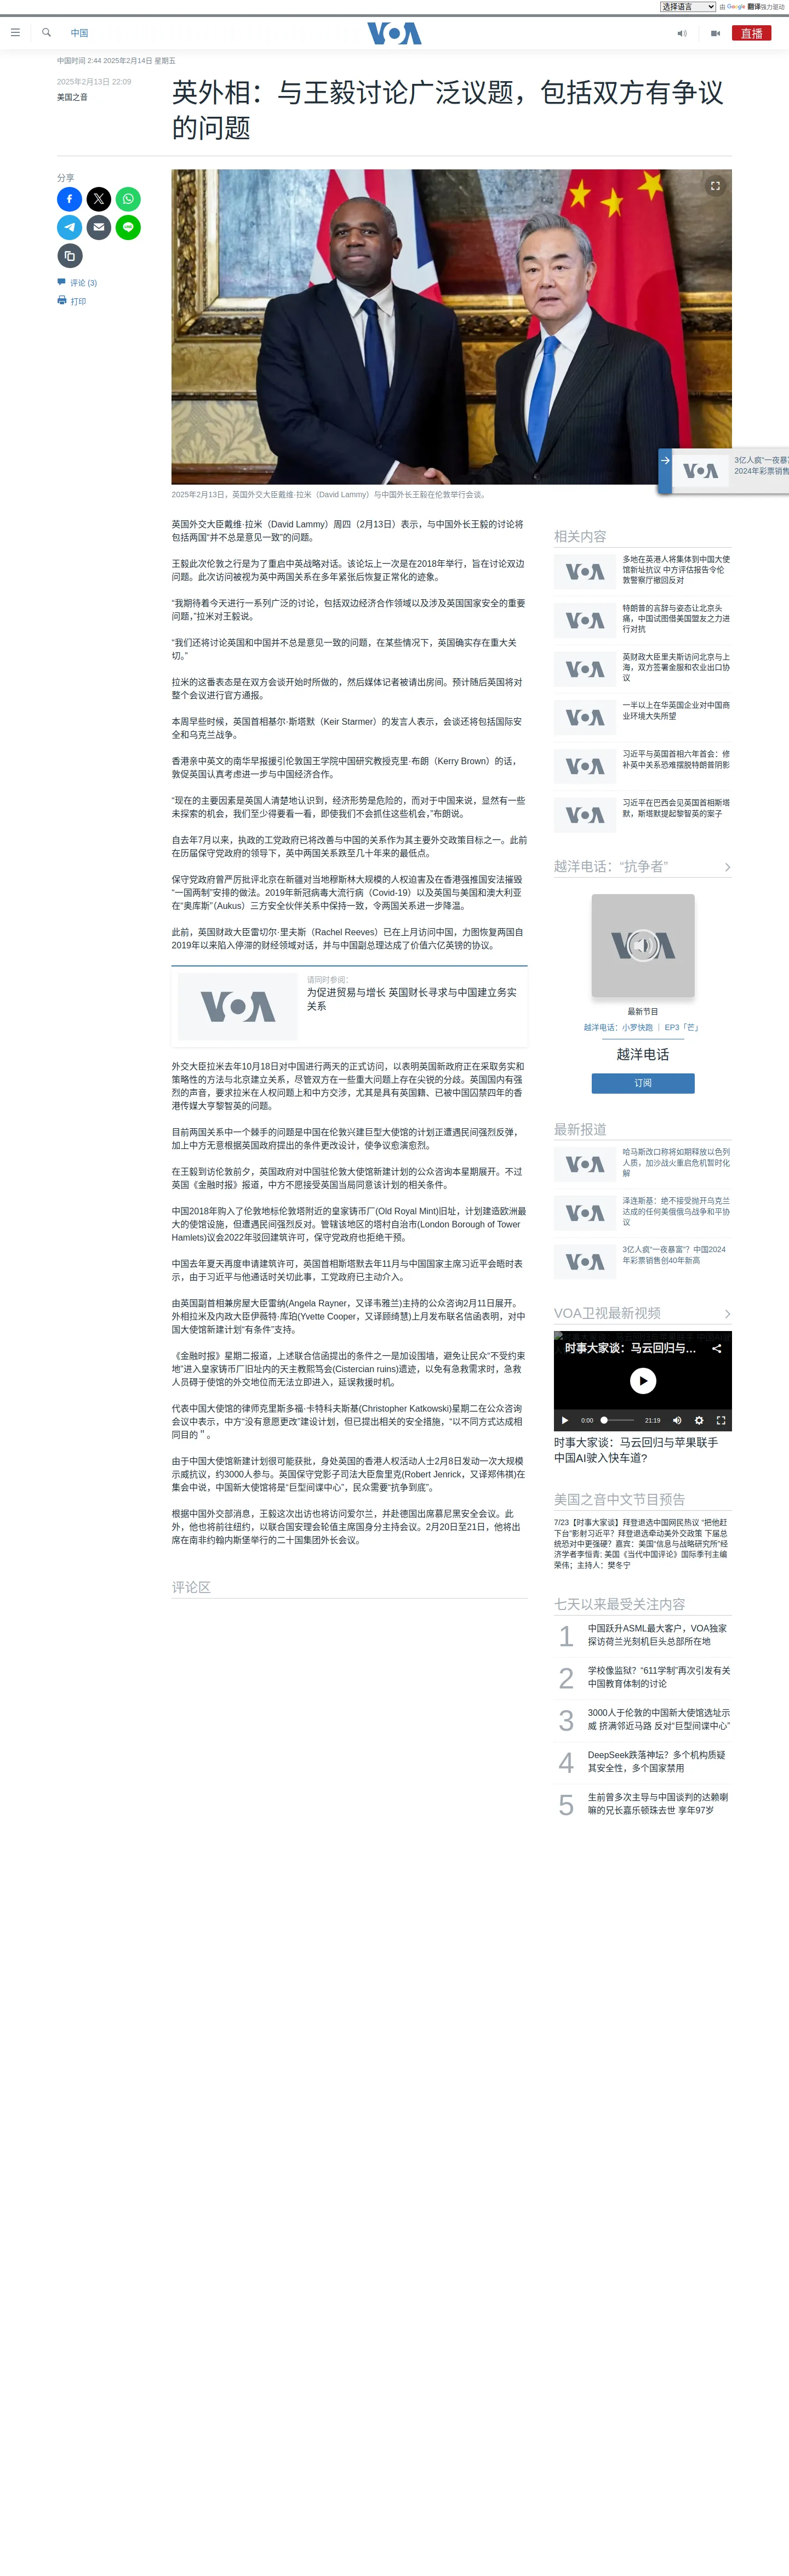 选择语言 由 Google 翻译强力驱动
中国
VOA
直播
中国时间 2:44 2025年2月14日 星期五
2025年2月13日 22:09
美国之音
英外相：与王毅讨论广泛议题，包括双方有争议
的问题
分享
评论 (3)
打印
3亿人疯“一夜暴富
2024年彩票销售
VOA
2025年2月13日，英国外交大臣戴维·拉米（David Lammy）与中国外长王毅在伦敦举行会谈。
英国外交大臣戴维·拉米（David Lammy）周四（2月13日）表示，与中国外长王毅的讨论将
包括两国“并不总是意见一致”的问题。
王毅此次伦敦之行是为了重启中英战略对话。该论坛上一次是在2018年举行，旨在讨论双边
问题。此次访问被视为英中两国关系在多年紧张后恢复正常化的迹象。
“我期待着今天进行一系列广泛的讨论，包括双边经济合作领域以及涉及英国国家安全的重要
问题，”拉米对王毅说。
“我们还将讨论英国和中国并不总是意见一致的问题，在某些情况下，英国确实存在重大关
切。”
拉米的这番表态是在双方会谈开始时所做的，然后媒体记者被请出房间。预计随后英国将对
整个会议进行官方通报。
本周早些时候，英国首相基尔·斯塔默（Keir Starmer）的发言人表示，会谈还将包括国际安
全和乌克兰战争。
香港亲中英文的南华早报援引伦敦国王学院中国研究教授克里·布朗（Kerry Brown）的话，
敦促英国认真考虑进一步与中国经济合作。
“现在的主要因素是英国人清楚地认识到，经济形势是危险的，而对于中国来说，显然有一些
未探索的机会，我们至少得要看一看，即使我们不会抓住这些机会，”布朗说。
自去年7月以来，执政的工党政府已将改善与中国的关系作为其主要外交政策目标之一。此前
在历届保守党政府的领导下，英中两国关系跌至几十年来的最低点。
保守党政府曾严厉批评北京在新疆对当地穆斯林大规模的人权迫害及在香港强推国安法摧毁
“一国两制”安排的做法。2019年新冠病毒大流行病（Covid-19）以及英国与美国和澳大利亚
在“奥库斯”（Aukus）三方安全伙伴关系中保持一致，令两国关系进一步降温。
此前，英国财政大臣雷切尔·里夫斯（Rachel Reeves）已在上月访问中国，力图恢复两国自
2019年以来陷入停滞的财经领域对话，并与中国副总理达成了价值六亿英镑的协议。
VOA
请同时参阅：
为促进贸易与增长 英国财长寻求与中国建立务实
关系
外交大臣拉米去年10月18日对中国进行两天的正式访问，以表明英国新政府正在采取务实和
策略性的方法与北京建立关系，尽管双方在一些重大问题上存在尖锐的分歧。英国国内有强
烈的声音，要求拉米在人权问题上和中方交涉，尤其是具有英国籍、已被中国囚禁四年的香
港传媒大亨黎智英的问题。
目前两国关系中一个棘手的问题是中国在伦敦兴建巨型大使馆的计划正遭遇民间强烈反弹，
加上中方无意根据英国政府提出的条件更改设计，使争议愈演愈烈。
在王毅到访伦敦前夕，英国政府对中国驻伦敦大使馆新建计划的公众咨询本星期展开。不过
英国《金融时报》报道，中方不愿接受英国当局同意该计划的相关条件。
中国2018年购入了伦敦地标伦敦塔附近的皇家铸币厂(Old Royal Mint)旧址，计划建造欧洲最
大的使馆设施，但遭遇民间强烈反对。管辖该地区的塔村自治市(London Borough of Tower
Hamlets)议会2022年驳回建筑许可，保守党政府也拒绝干预。
中国去年夏天再度申请建筑许可，英国首相斯塔默去年11月与中国国家主席习近平会晤时表
示，由于习近平与他通话时关切此事，工党政府已主动介入。
由英国副首相兼房屋大臣雷纳(Angela Rayner，又译韦雅兰)主持的公众咨询2月11日展开。
外相拉米及内政大臣伊薇特·库珀(Yvette Cooper，又译顾绮慧)上月发布联名信函表明，对中
国大使馆新建计划“有条件”支持。
《金融时报》星期二报道，上述联合信函提出的条件之一是加设围墙，避免让民众“不受约束
地”进入皇家铸币厂旧址内的天主教熙笃会(Cistercian ruins)遗迹，以免有急救需求时，急救
人员碍于使馆的外交地位而无法立即进入，延误救援时机。
代表中国大使馆的律师克里斯多福·卡特科夫斯基(Christopher Katkowski)星期二在公众咨询
会议中表示，中方“没有意愿更改”建设计划，但已提出相关的安全措施，“以不同方式达成相
同目的＂。
由于中国大使馆新建计划很可能获批，身处英国的香港人权活动人士2月8日发动一次大规模
示威抗议，约3000人参与。英国保守党影子司法大臣詹里克(Robert Jenrick，又译郑伟祺)在
集会中说，中国新大使馆将是“巨型间谍中心”，民众需要“抗争到底”。
根据中国外交部消息，王毅这次出访也将访问爱尔兰，并赴德国出席慕尼黑安全会议。此
外，他也将前往纽约，以联合国安理会轮值主席国身分主持会议。2月20日至21日，他将出
席在南非约翰内斯堡举行的二十国集团外长会议。
评论区
相关内容
VOA
多地在英港人将集体到中国大使
馆新址抗议 中方评估报告令伦
敦警察厅撤回反对
VOA
特朗普的言辞与姿态让北京头
痛，中国试图借美国盟友之力进
行对抗
VOA
英财政大臣里夫斯访问北京与上
海，双方签署金服和农业出口协
议
VOA
一半以上在华英国企业对中国商
业环境大失所望
VOA
习近平与英国首相六年首会：修
补英中关系恐难摆脱特朗普阴影
VOA
习近平在巴西会见英国首相斯塔
默，斯塔默提起黎智英的案子
越洋电话：“抗争者”
VOA
最新节目
越洋电话：小罗快跑 ｜ EP3「芒」
越洋电话
订阅
最新报道
VOA
哈马斯改口称将如期释放以色列
人质，加沙战火重启危机暂时化
解
VOA
泽连斯基：绝不接受抛开乌克兰
达成的任何美俄俄乌战争和平协
议
VOA
3亿人疯“一夜暴富”？中国2024
年彩票销售创40年新高
VOA卫视最新视频
时事大家谈：马云回归与...
0:00 21:19
时事大家谈：马云回归与苹果联手
中国AI驶入快车道?
美国之音中文节目预告
7/23【时事大家谈】拜登退选中国网民热议 “把他赶
下台”影射习近平？拜登退选牵动美外交政策 下届总
统恐对中更强硬？嘉宾：美国“信息与战略研究所”经
济学者李恒青; 美国《当代中国评论》国际季刊主编
荣伟；主持人：樊冬宁
七天以来最受关注内容
1
中国跃升ASML最大客户，VOA独家
探访荷兰光刻机巨头总部所在地
2
学校像监狱？“611学制”再次引发有关
中国教育体制的讨论
3
3000人于伦敦的中国新大使馆选址示
威 挤满邻近马路 反对“巨型间谍中心”
4
DeepSeek跌落神坛？多个机构质疑
其安全性，多个国家禁用
5
生前曾多次主导与中国谈判的达赖喇
嘛的兄长嘉乐顿珠去世 享年97岁